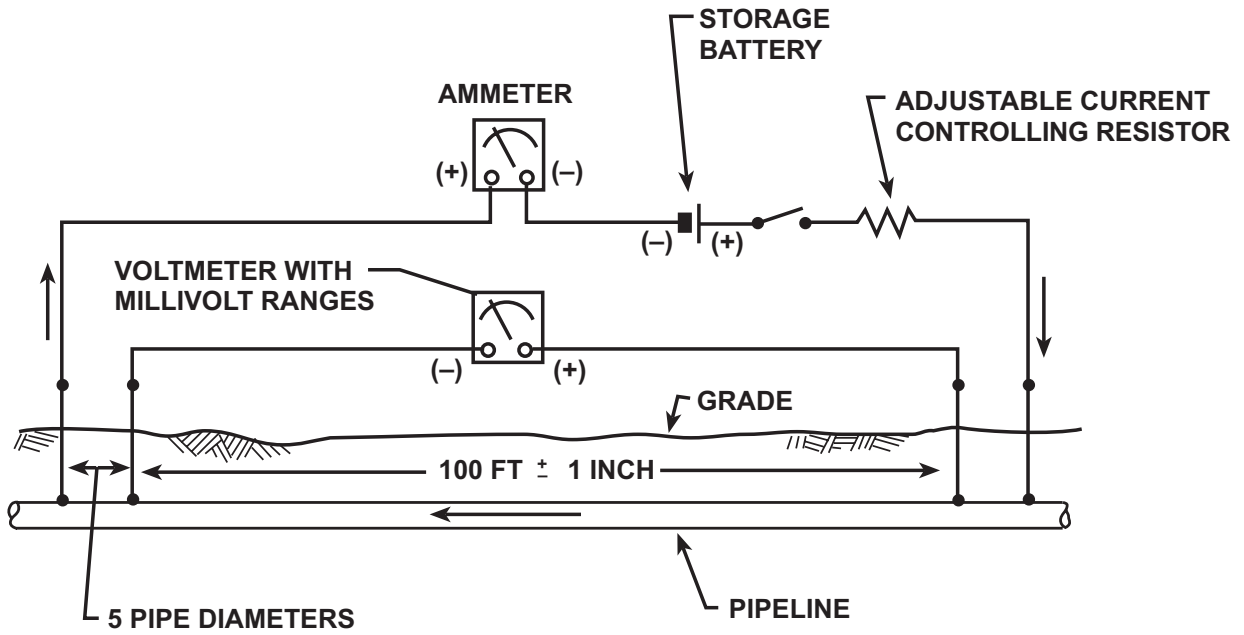 STORAGE
BATTERY
AMMETER
ADJUSTABLE CURRENT
CONTROLLING RESISTOR
(+)
(–)
(–)
(+)
VOLTMETER WITH
MILLIVOLT RANGES
(–)
(+)
GRADE
100 FT ± 1 INCH
5 PIPE DIAMETERS
PIPELINE